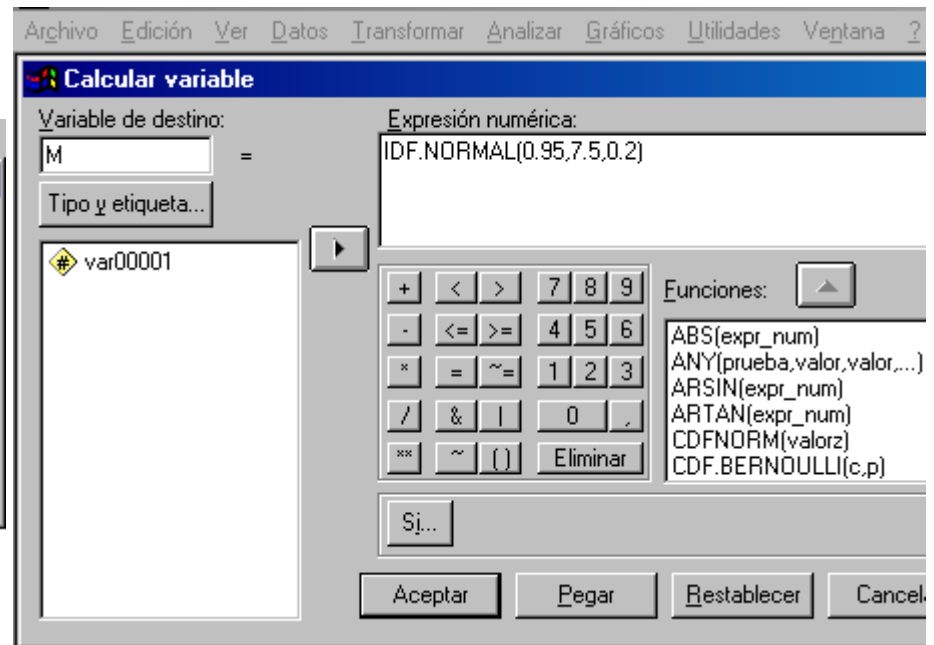 Archivo Edición Ver Datos Transformar Analizar Gráficos Utilidades Ventana ?
Calcular variable
Variable de destino:
M
=
Tipo y etiqueta...
var00001
Expresión numérica:
IDF.NORMAL(0.95,7.5,0.2)
+ < > 7 8 9
- <= >= 4 5 6
* = ~= 1 2 3
/ & | 0 ,
** ~ () Eliminar
Funciones:
ABS(expr_num)
ANY(prueba,valor,valor,...)
ARSIN(expr_num)
ARTAN(expr_num)
CDFNORM(valorz)
CDF.BERNOULLI(c,p)
Si...
Aceptar Pegar Restablecer Cancel